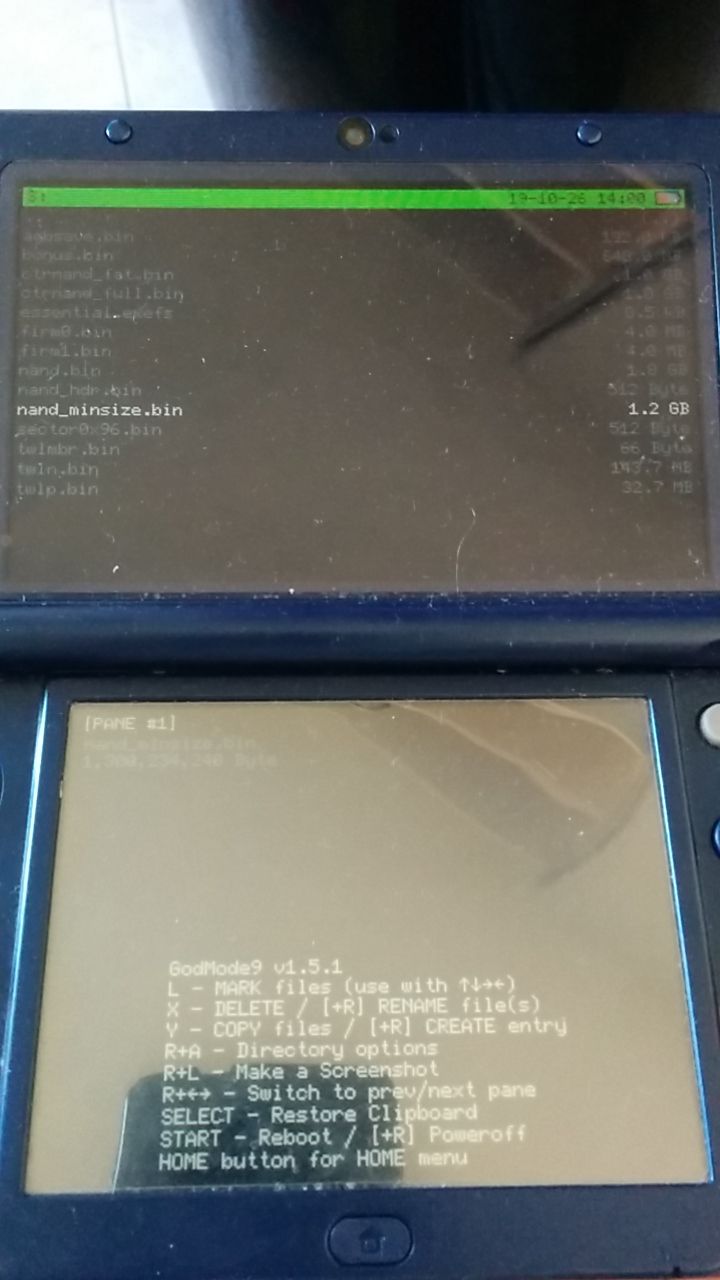 S: 19-10-26 14:00
..
agbsave.bin
bonus.bin
ctrnand_fat.bin
ctrnand_full.bin
essential.exefs 8.5 kB
firm0.bin 4.0 MB
firm1.bin 4.0 MB
nand.bin 1.8 GB
nand_hdr.bin 512 Byte
nand_minsize.bin 1.2 GB
sector0x96.bin 512 Byte
twlmbr.bin 66 Byte
twln.bin 143.7 MB
twlp.bin 32.7 MB
[PANE #1]
nand_minsize.bin
1,300,234,240 Byte
GodMode9 v1.5.1
L - MARK files (use with ↑↓→←)
X - DELETE / [+R] RENAME file(s)
Y - COPY files / [+R] CREATE entry
R+A - Directory options
R+L - Make a Screenshot
R+←→ - Switch to prev/next pane
SELECT - Restore Clipboard
START - Reboot / [+R] Poweroff
HOME button for HOME menu